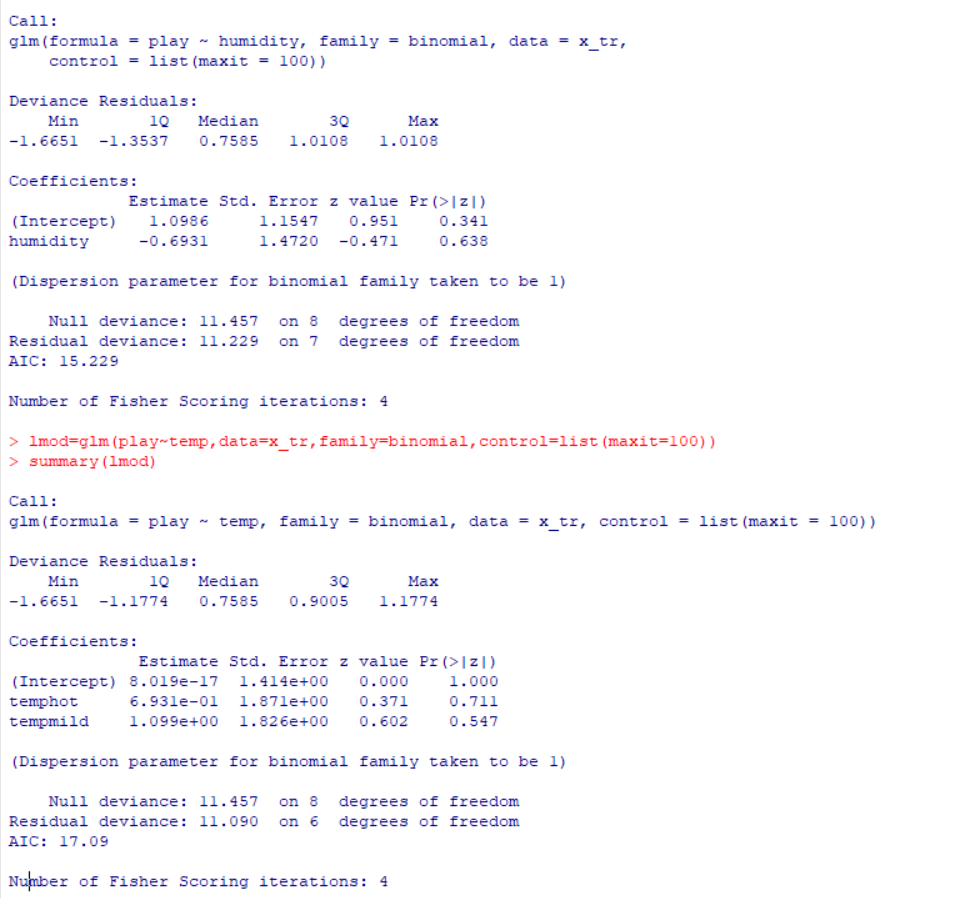 Call:
glm(formula = play ~ humidity, family = binomial, data = x_tr,
    control = list(maxit = 100))
Deviance Residuals:
    Min      1Q   Median      3Q      Max
-1.6651  -1.3537   0.7585   1.0108   1.0108
Coefficients:
            Estimate Std. Error z value Pr(>|z|)
(Intercept)   1.0986     1.1547   0.951    0.341
humidity     -0.6931     1.4720  -0.471    0.638
(Dispersion parameter for binomial family taken to be 1)
    Null deviance: 11.457  on 8  degrees of freedom
Residual deviance: 11.229  on 7  degrees of freedom
AIC: 15.229
Number of Fisher Scoring iterations: 4
> lmod=glm(play~temp,data=x_tr,family=binomial,control=list(maxit=100))
> summary(lmod)
Call:
glm(formula = play ~ temp, family = binomial, data = x_tr, control = list(maxit = 100))
Deviance Residuals:
    Min      1Q   Median      3Q      Max
-1.6651  -1.1774   0.7585   0.9005   1.1774
Coefficients:
             Estimate Std. Error z value Pr(>|z|)
(Intercept) 8.019e-17  1.414e+00   0.000    1.000
temphot     6.931e-01  1.871e+00   0.371    0.711
tempmild    1.099e+00  1.826e+00   0.602    0.547
(Dispersion parameter for binomial family taken to be 1)
    Null deviance: 11.457  on 8  degrees of freedom
Residual deviance: 11.090  on 6  degrees of freedom
AIC: 17.09
Number of Fisher Scoring iterations: 4